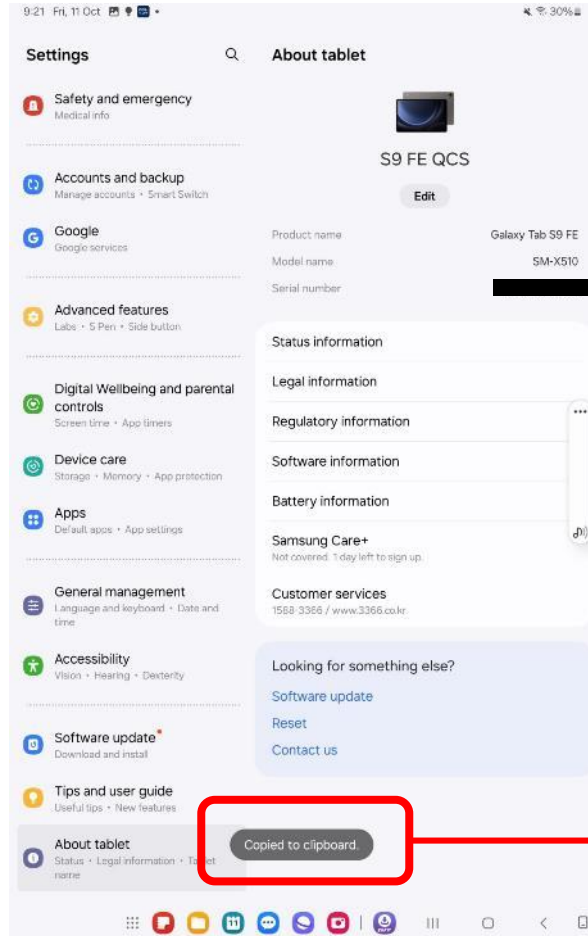 9:21 Fri, 11 Oct
30%
Settings
Safety and emergency
Medical info
Accounts and backup
Manage accounts • Smart Switch
Google
Google services
Advanced features
Labs • S Pen • Side button
Digital Wellbeing and parental
controls
Screen time • App timers
Device care
Storage • Memory • App protection
Apps
Default apps • App settings
General management
Language and keyboard • Date and
time
Accessibility
Vision • Hearing • Dexterity
Software update
Download and install
Tips and user guide
Useful tips • New features
About tablet
Status • Legal information • Tablet
name
About tablet
S9 FE QCS
Edit
Product name Galaxy Tab S9 FE
Model name SM-X510
Serial number
Status information
Legal information
Regulatory information
Software information
Battery information
Samsung Care+
Not covered. 1 day left to sign up.
Customer services
1588-3366 / www.3366.co.kr
Looking for something else?
Software update
Reset
Contact us
Copied to clipboard.
11